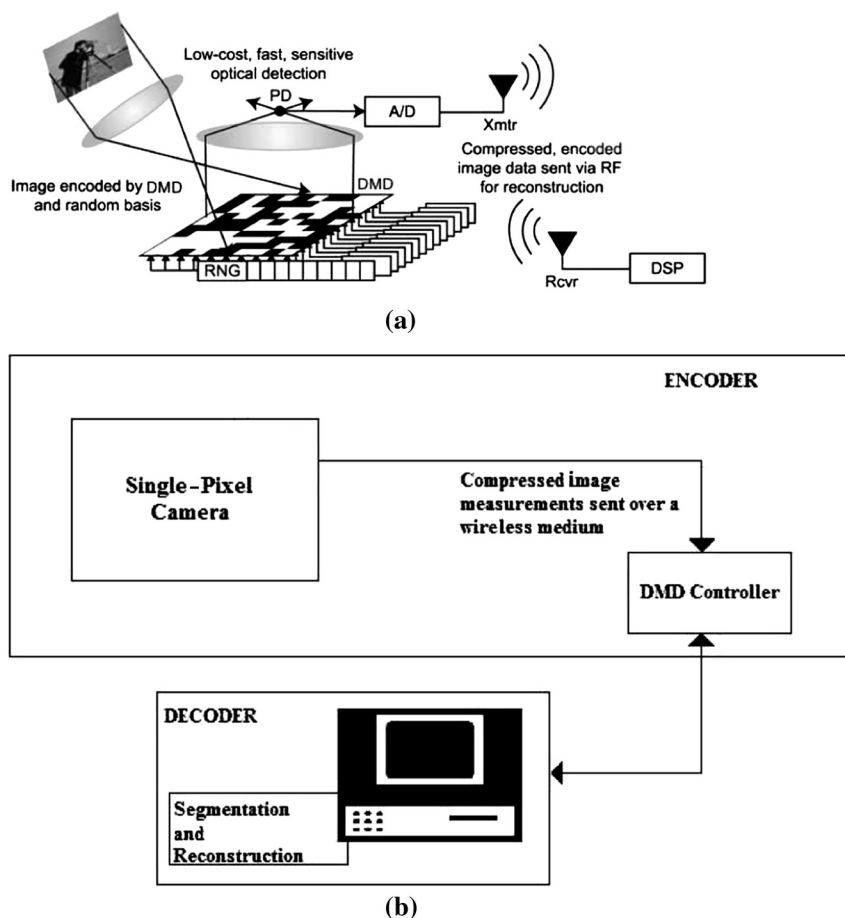 Low-cost, fast, sensitive
optical detection
PD
A/D
Xmtr
Compressed, encoded
image data sent via RF
for reconstruction
Image encoded by DMD
and random basis
DMD
RNG
Rcvr
DSP
(a)
ENCODER
Single-Pixel
Camera
Compressed image
measurements sent over a
wireless medium
DMD Controller
DECODER
Segmentation
and
Reconstruction
(b)